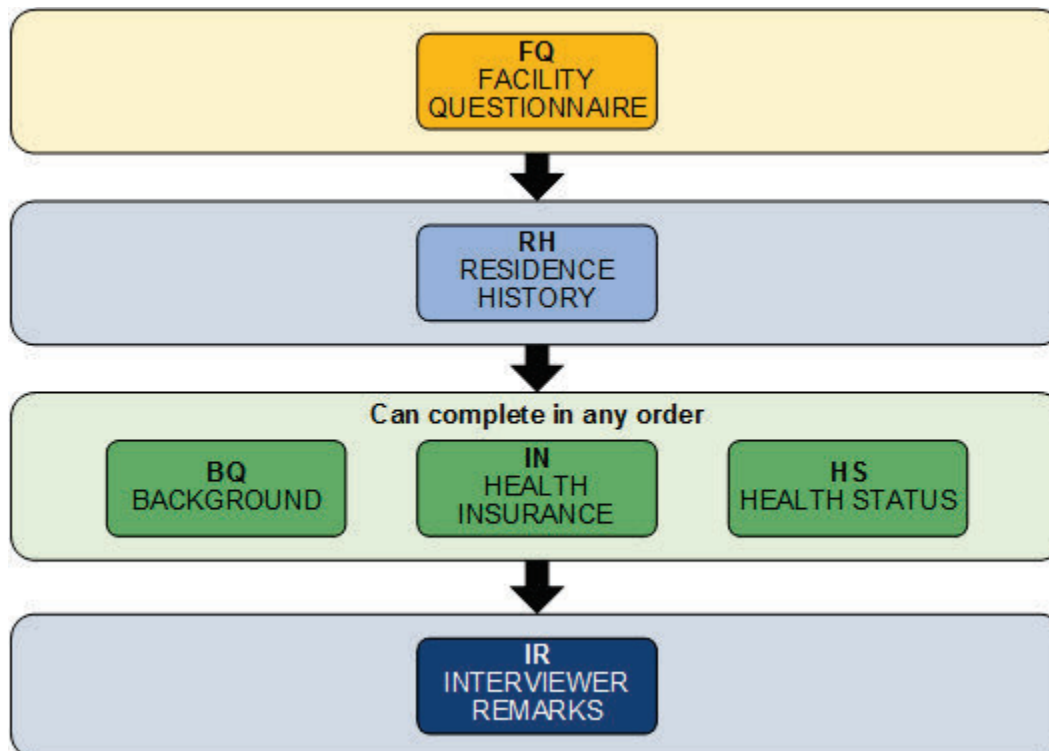 FQ
FACILITY
QUESTIONNAIRE
RH
RESIDENCE
HISTORY
Can complete in any order
BQ
BACKGROUND
IN
HEALTH
INSURANCE
HS
HEALTH STATUS
IR
INTERVIEWER
REMARKS